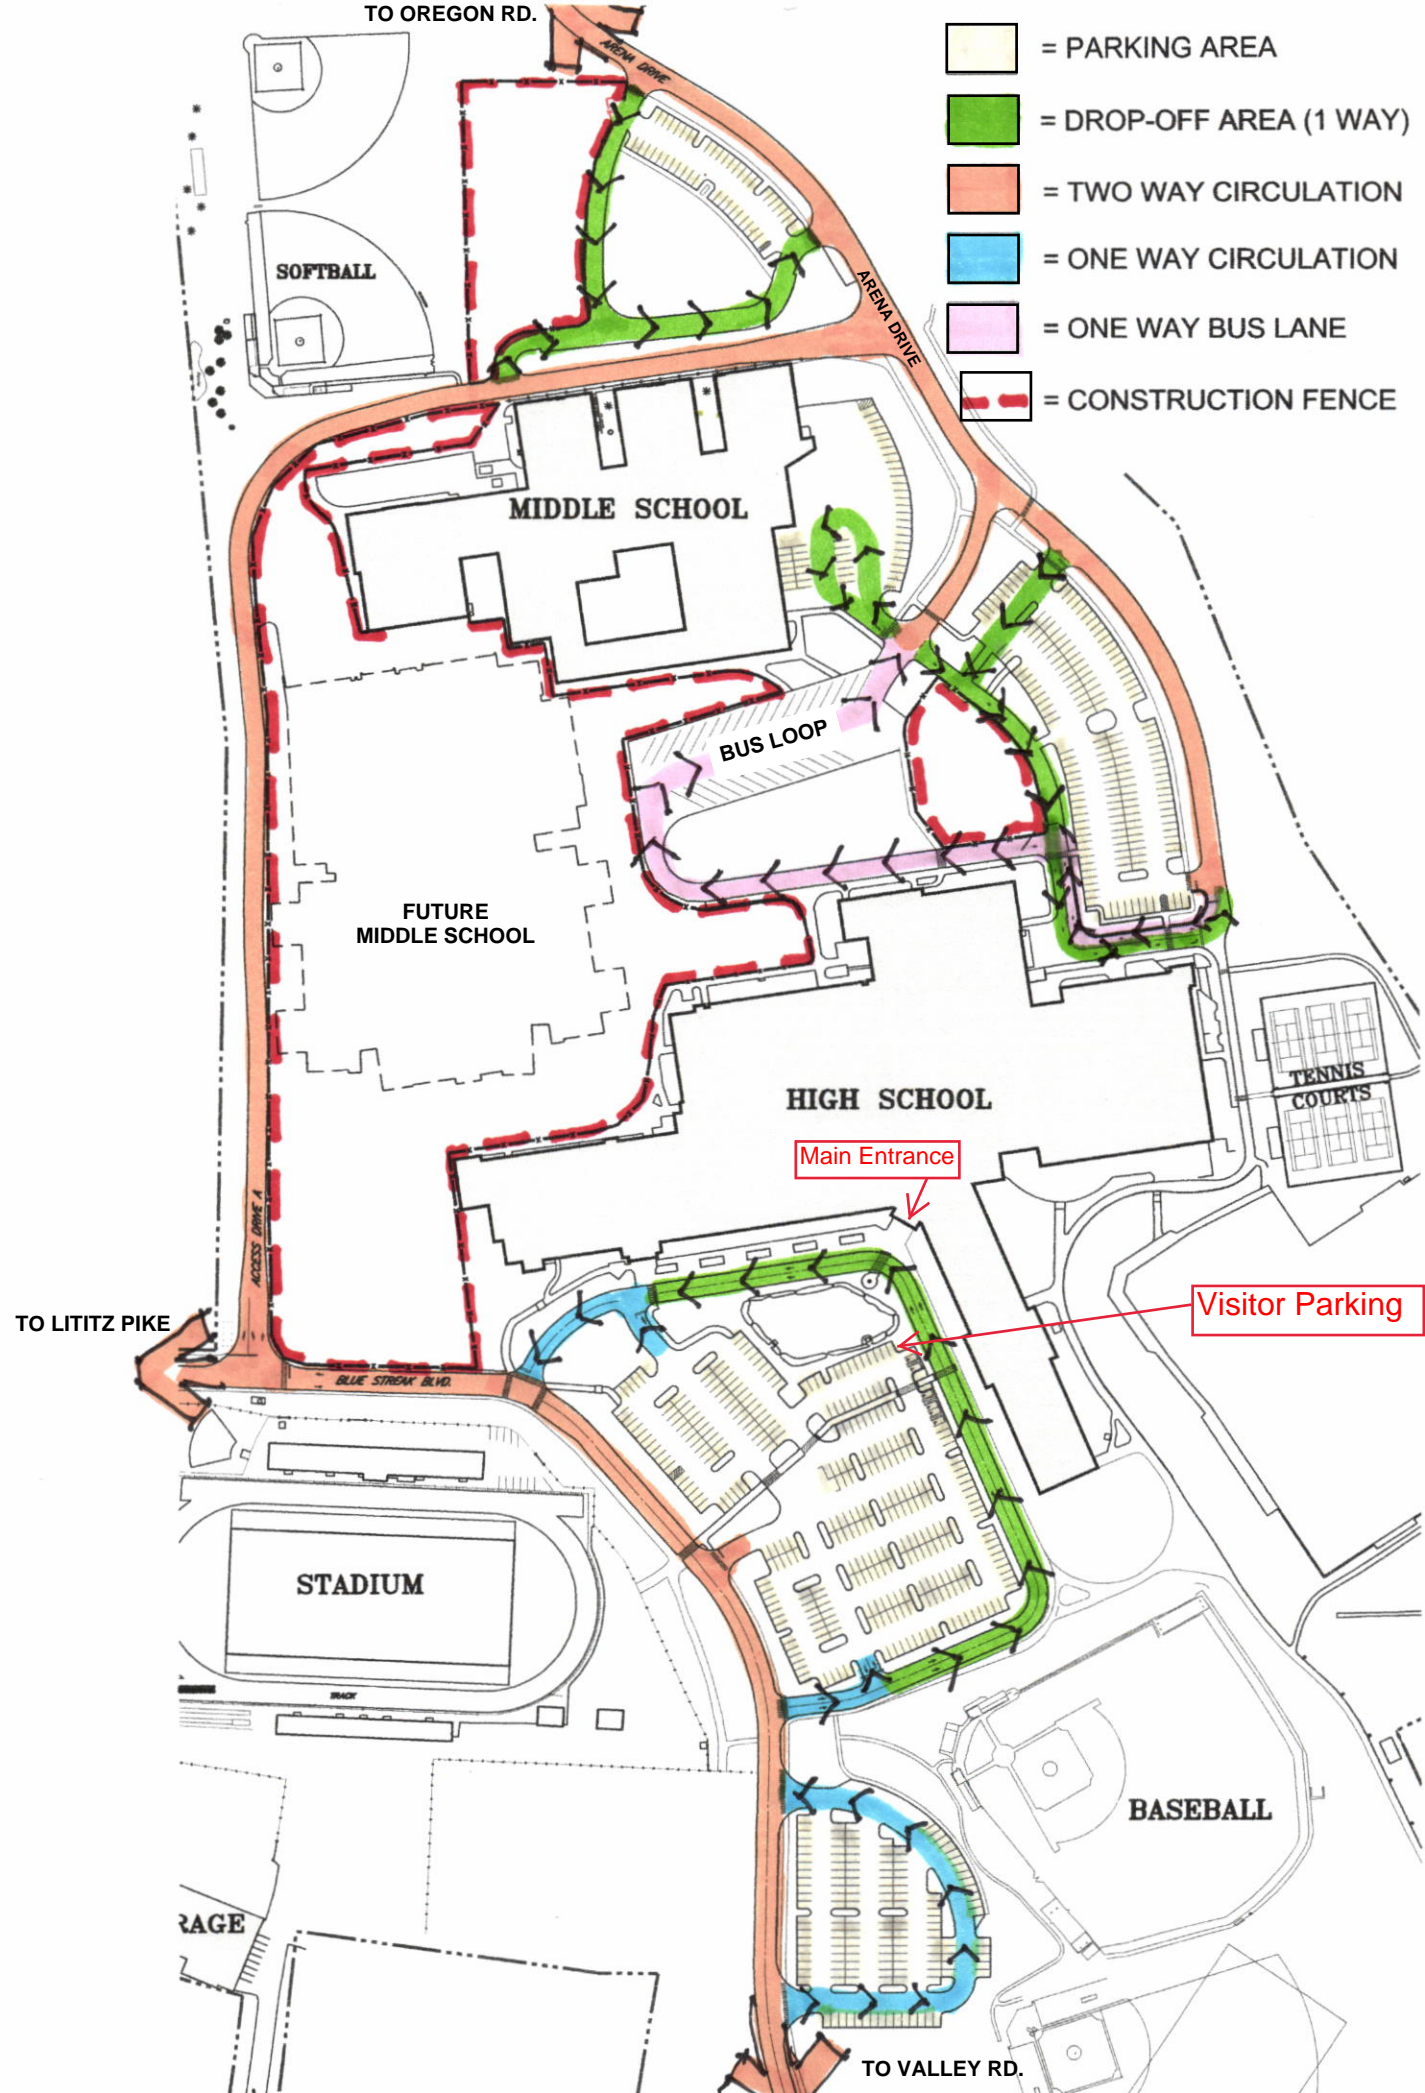 TO OREGON RD.
ARENA DRIVE
= PARKING AREA
= DROP-OFF AREA (1 WAY)
= TWO WAY CIRCULATION
= ONE WAY CIRCULATION
= ONE WAY BUS LANE
= CONSTRUCTION FENCE
SOFTBALL
ARENA DRIVE
MIDDLE SCHOOL
BUS LOOP
FUTURE
MIDDLE SCHOOL
HIGH SCHOOL
TENNIS
COURTS
Main Entrance
ACCESS DRIVE A
Visitor Parking
TO LITITZ PIKE
BLUE STREAK BLVD.
STADIUM
TRACK
BASEBALL
RAGE
TO VALLEY RD.